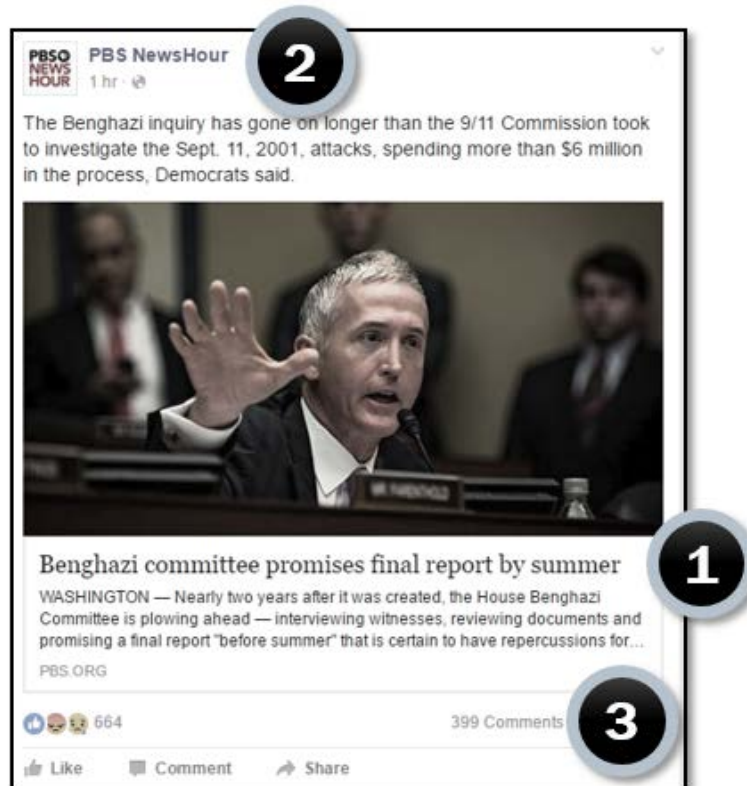 2
PBSO
NEWS
HOUR
PBS NewsHour
1 hr
The Benghazi inquiry has gone on longer than the 9/11 Commission took
to investigate the Sept. 11, 2001, attacks, spending more than $6 million
in the process, Democrats said.
Benghazi committee promises final report by summer
1
WASHINGTON — Nearly two years after it was created, the House Benghazi
Committee is plowing ahead — interviewing witnesses, reviewing documents and
promising a final report "before summer" that is certain to have repercussions for...
PBS.ORG
664
399 Comments
3
Like
Comment
Share